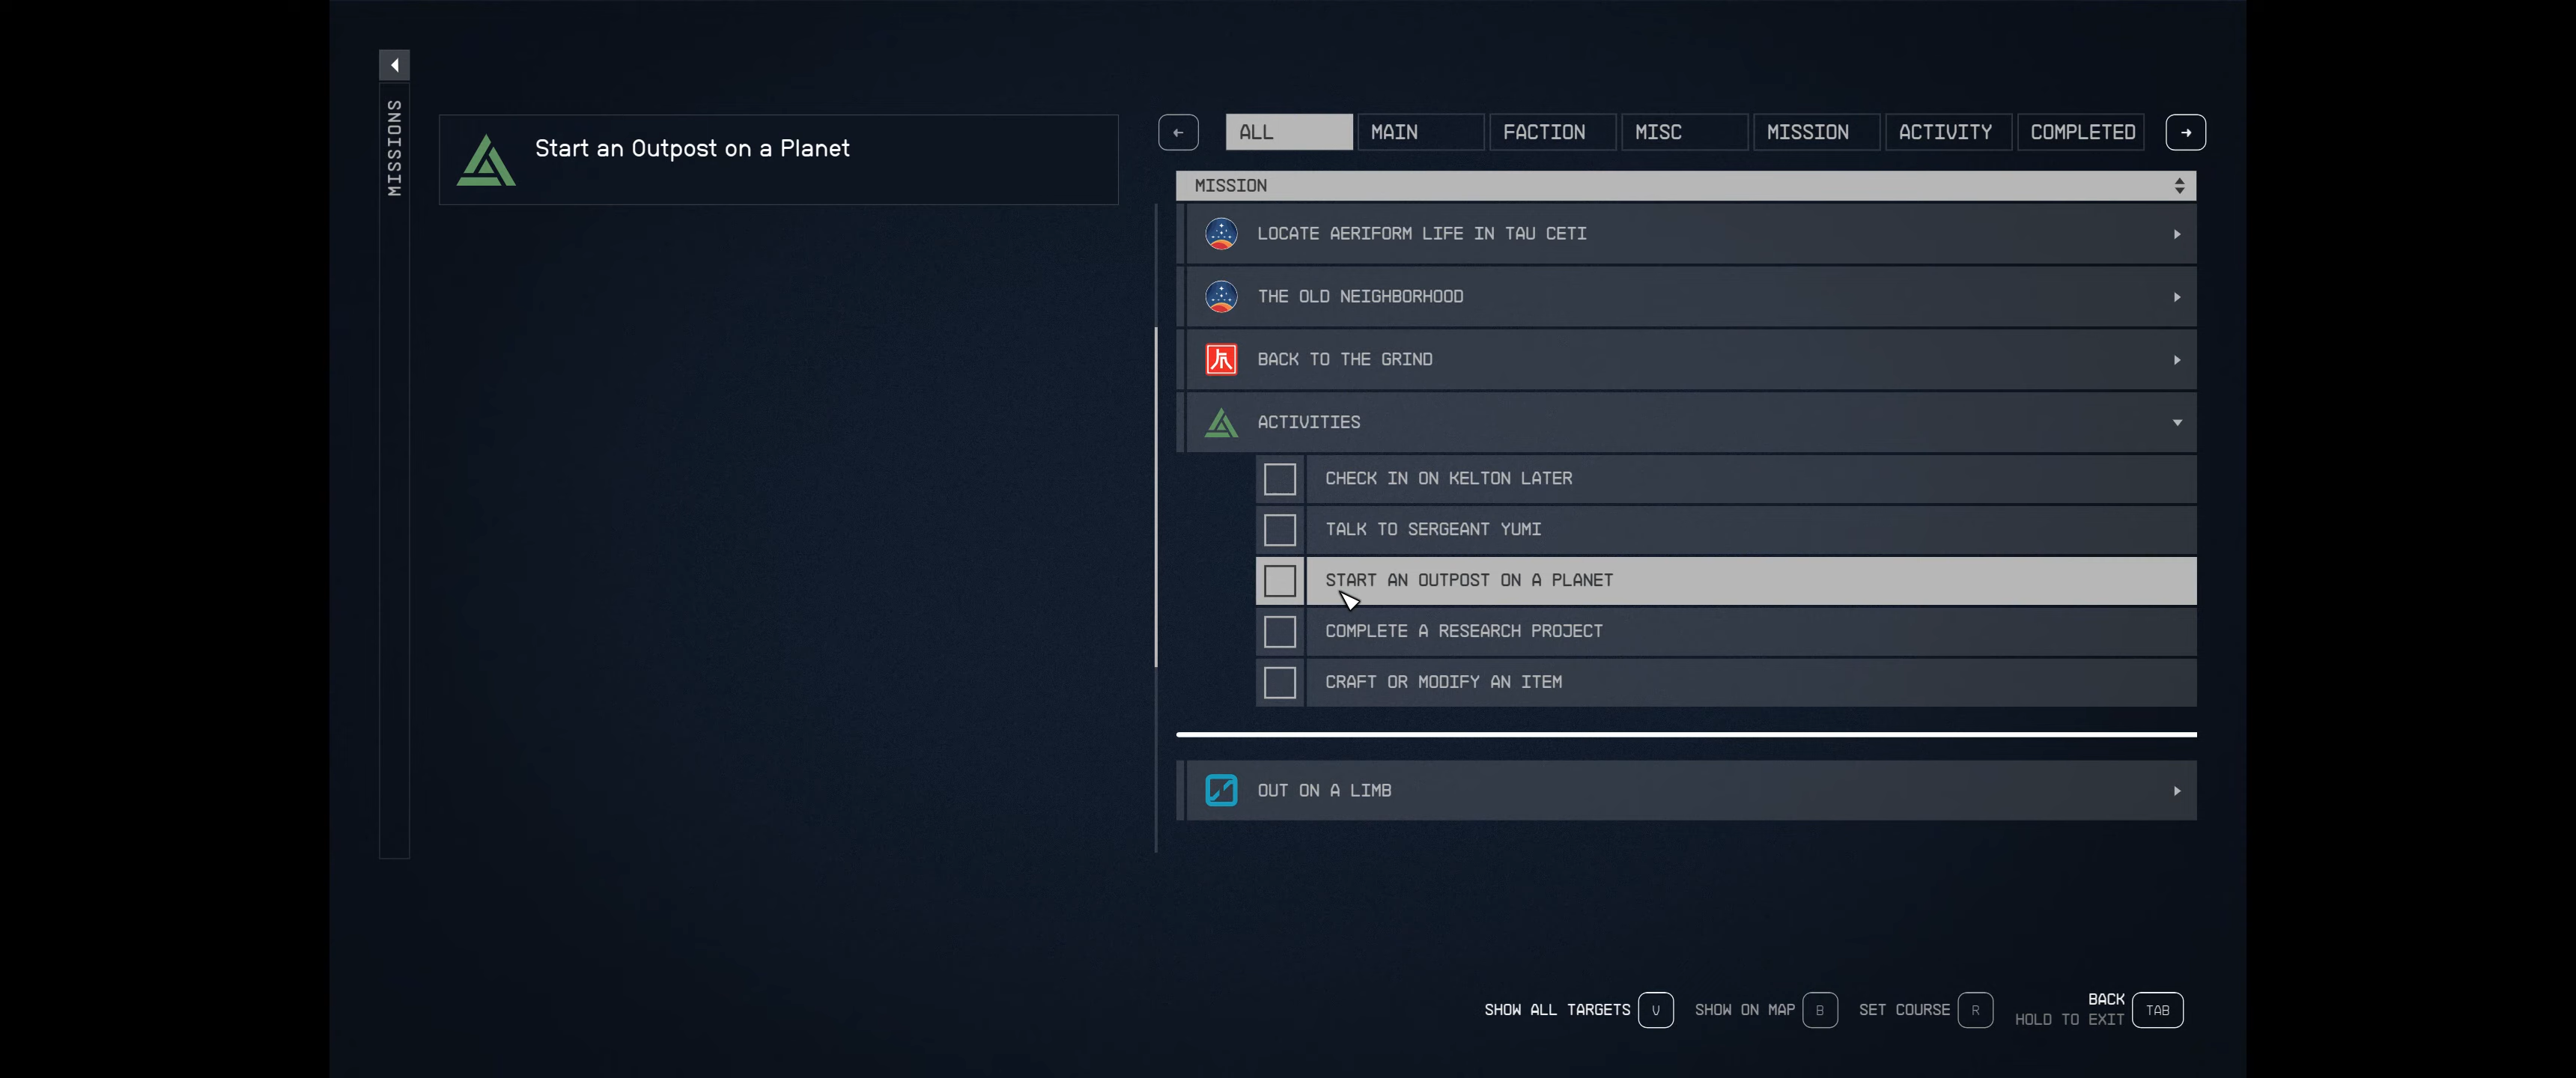 MISSIONS
Start an Outpost on a Planet
ALL
MAIN
FACTION
MISC
MISSION
ACTIVITY
COMPLETED
MISSION
LOCATE AERIFORM LIFE IN TAU CETI
THE OLD NEIGHBORHOOD
BACK TO THE GRIND
ACTIVITIES
CHECK IN ON KELTON LATER
TALK TO SERGEANT YUMI
START AN OUTPOST ON A PLANET
COMPLETE A RESEARCH PROJECT
CRAFT OR MODIFY AN ITEM
OUT ON A LIMB
SHOW ALL TARGETS V
SHOW ON MAP B
SET COURSE R
BACK
HOLD TO EXIT
TAB